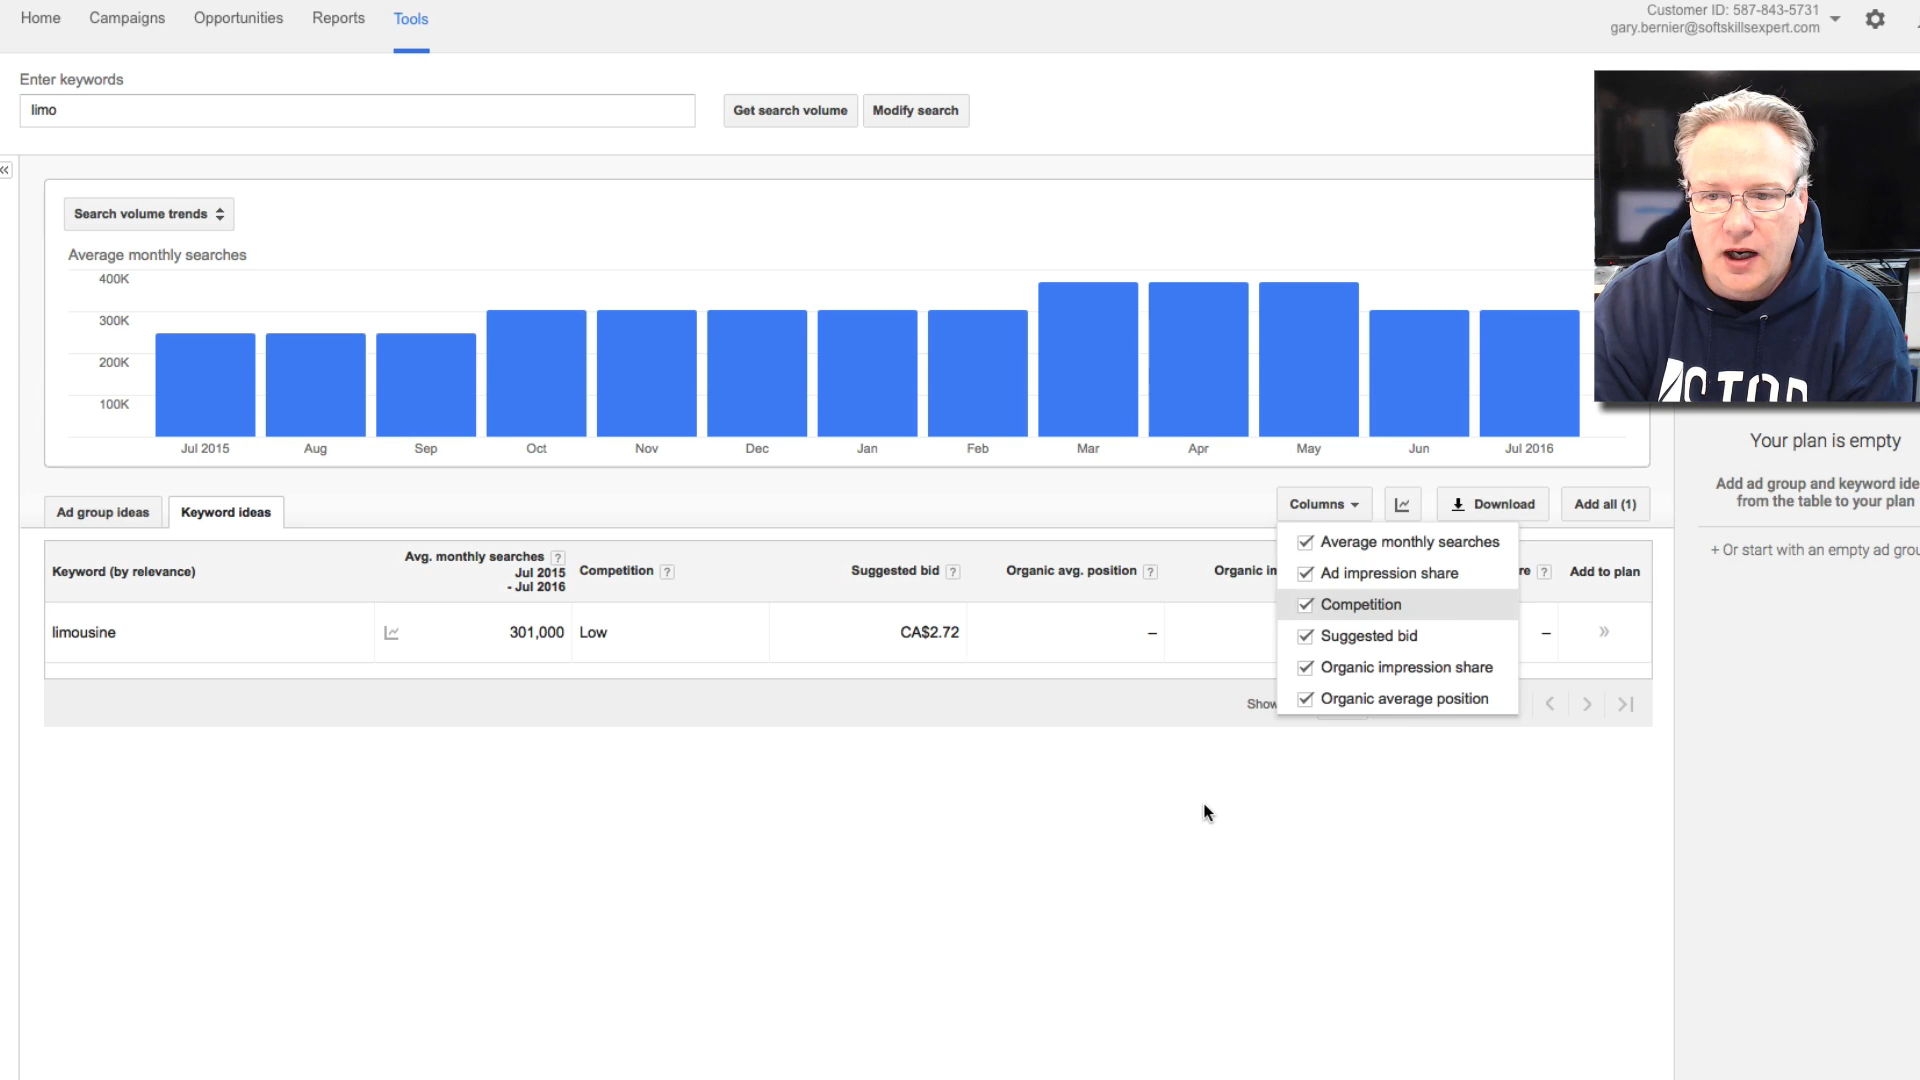 Home Campaigns Opportunities Reports Tools
Customer ID: 587-843-5731
gary.bernier@softskillsexpert.com
Enter keywords
limo
Get search volume Modify search
Search volume trends
Average monthly searches
400K
300K
200K
100K
Jul 2015 Aug Sep Oct Nov Dec Jan Feb Mar Apr May Jun Jul 2016
Your plan is empty
Add ad group and keyword ide
from the table to your plan
+ Or start with an empty ad grou
Ad group ideas Keyword ideas
Columns Download Add all (1)
Average monthly searches
Ad impression share
Competition
Suggested bid
Organic impression share
Organic average position
Keyword (by relevance) Avg. monthly searches ? Jul 2015 - Jul 2016 Competition ? Suggested bid ? Organic avg. position ? Organic im re ? Add to plan
limousine 301,000 Low CA$2.72 – – »
Show